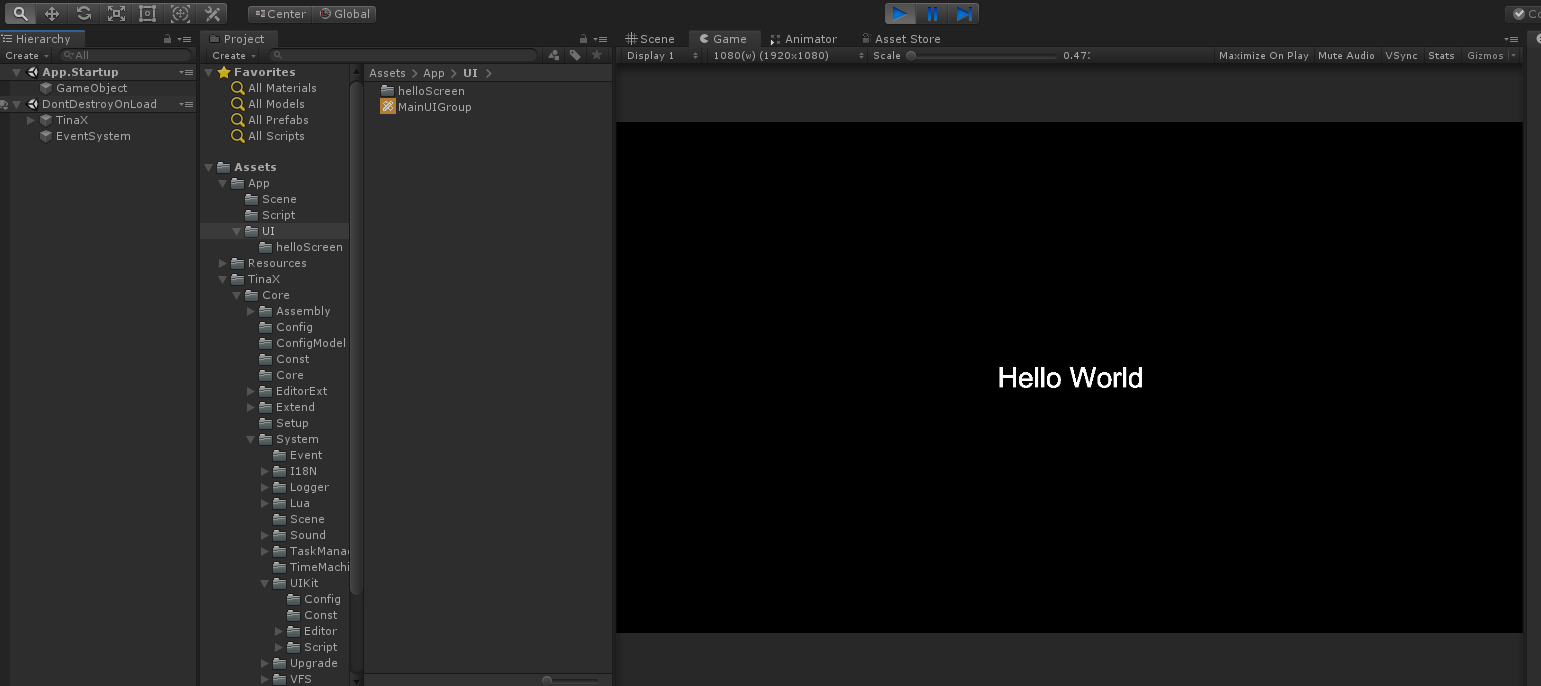 Center Global
Co
Hierarchy
Create All
App.Startup
GameObject
DontDestroyOnLoad
TinaX
EventSystem
Project
Create
Favorites
All Materials
All Models
All Prefabs
All Scripts
Assets
App
Scene
Script
UI
helloScreen
Resources
TinaX
Core
Assembly
Config
ConfigModel
Const
Core
EditorExt
Extend
Setup
System
Event
I18N
Logger
Lua
Scene
Sound
TaskManag
TimeMachi
UIKit
Config
Const
Editor
Script
Upgrade
VFS
Assets > App > UI >
helloScreen
MainUIGroup
Scene Game Animator Asset Store
Display 1 1080(w) (1920x1080) Scale 0.47: Maximize On Play Mute Audio VSync Stats Gizmos
Hello World